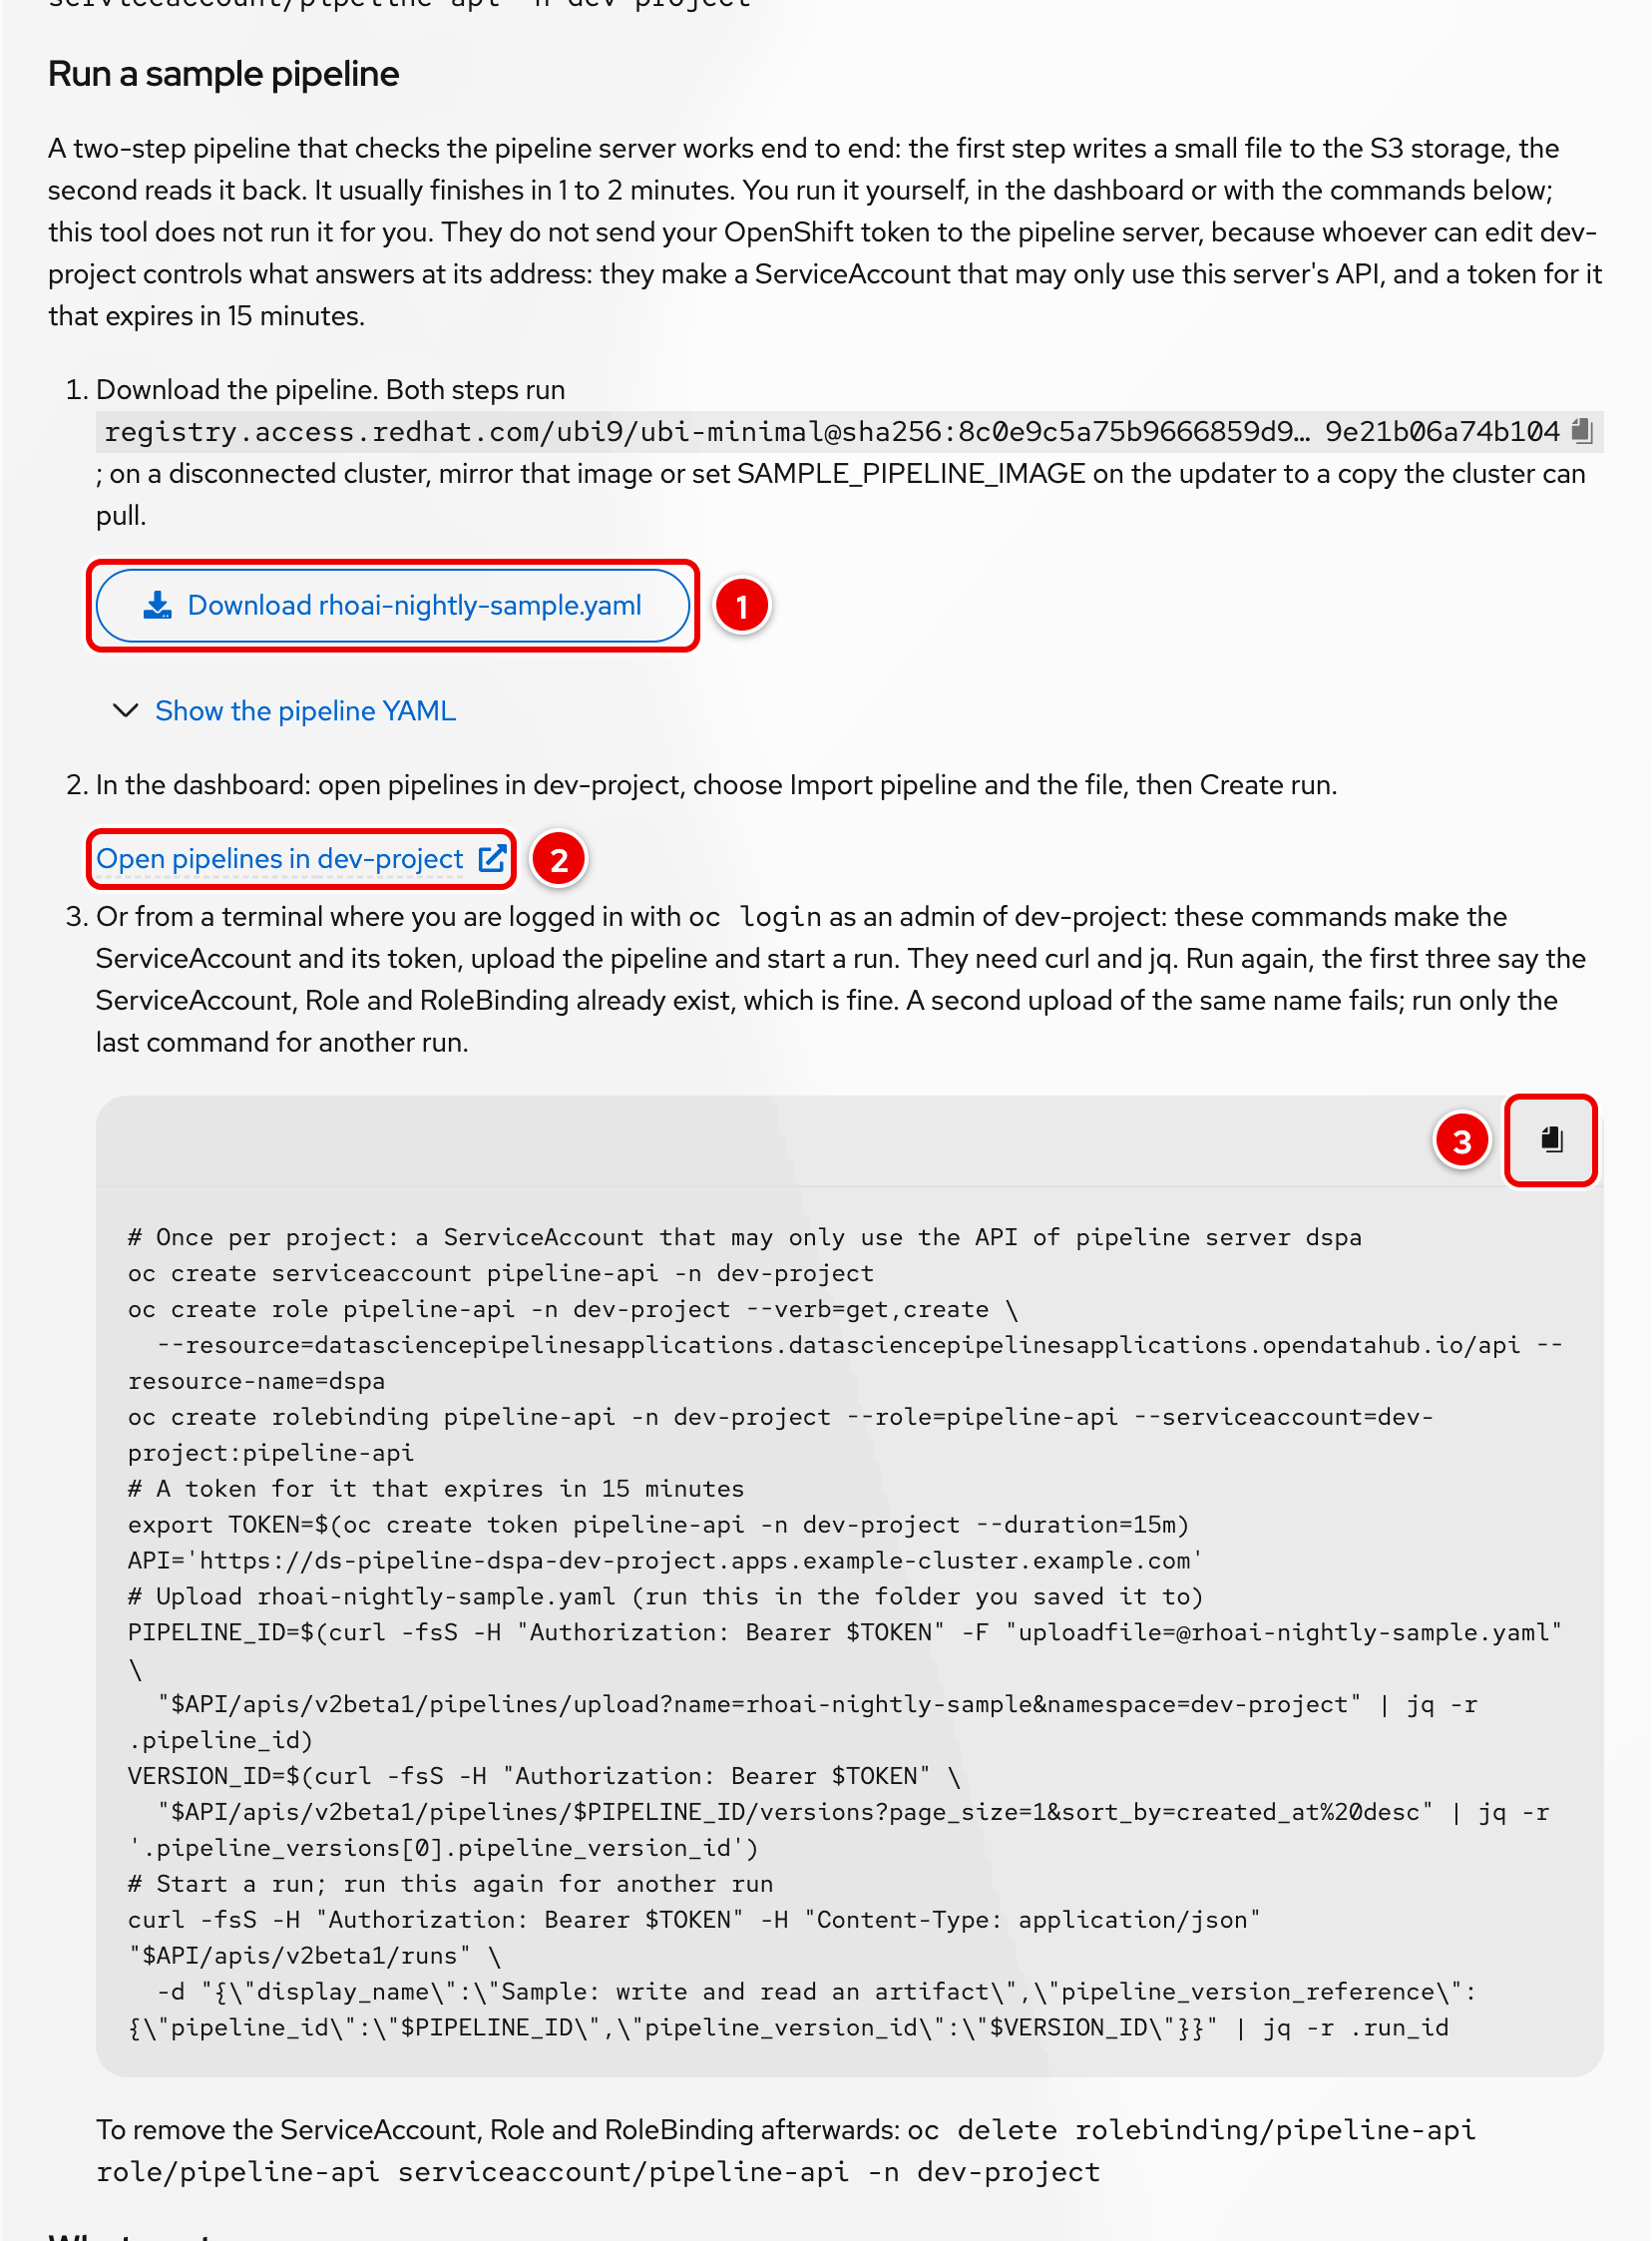 serviceaccount/pipeline-api -n dev-project
Run a sample pipeline
A two-step pipeline that checks the pipeline server works end to end: the first step writes a small file to the S3 storage, the
second reads it back. It usually finishes in 1 to 2 minutes. You run it yourself, in the dashboard or with the commands below;
this tool does not run it for you. They do not send your OpenShift token to the pipeline server, because whoever can edit dev-
project controls what answers at its address: they make a ServiceAccount that may only use this server's API, and a token for it
that expires in 15 minutes.
1. Download the pipeline. Both steps run
registry.access.redhat.com/ubi9/ubi-minimal@sha256:8c0e9c5a75b9666859d9… 9e21b06a74b104
; on a disconnected cluster, mirror that image or set SAMPLE_PIPELINE_IMAGE on the updater to a copy the cluster can
pull.
Download rhoai-nightly-sample.yaml
1
Show the pipeline YAML
2. In the dashboard: open pipelines in dev-project, choose Import pipeline and the file, then Create run.
Open pipelines in dev-project
2
3. Or from a terminal where you are logged in with oc login as an admin of dev-project: these commands make the
ServiceAccount and its token, upload the pipeline and start a run. They need curl and jq. Run again, the first three say the
ServiceAccount, Role and RoleBinding already exist, which is fine. A second upload of the same name fails; run only the
last command for another run.
3
# Once per project: a ServiceAccount that may only use the API of pipeline server dspa
oc create serviceaccount pipeline-api -n dev-project
oc create role pipeline-api -n dev-project --verb=get,create \
  --resource=datasciencepipelinesapplications.datasciencepipelinesapplications.opendatahub.io/api --
resource-name=dspa
oc create rolebinding pipeline-api -n dev-project --role=pipeline-api --serviceaccount=dev-
project:pipeline-api
# A token for it that expires in 15 minutes
export TOKEN=$(oc create token pipeline-api -n dev-project --duration=15m)
API='https://ds-pipeline-dspa-dev-project.apps.example-cluster.example.com'
# Upload rhoai-nightly-sample.yaml (run this in the folder you saved it to)
PIPELINE_ID=$(curl -fsS -H "Authorization: Bearer $TOKEN" -F "uploadfile=@rhoai-nightly-sample.yaml"
\
  "$API/apis/v2beta1/pipelines/upload?name=rhoai-nightly-sample&namespace=dev-project" | jq -r
.pipeline_id)
VERSION_ID=$(curl -fsS -H "Authorization: Bearer $TOKEN" \
  "$API/apis/v2beta1/pipelines/$PIPELINE_ID/versions?page_size=1&sort_by=created_at%20desc" | jq -r
'.pipeline_versions[0].pipeline_version_id')
# Start a run; run this again for another run
curl -fsS -H "Authorization: Bearer $TOKEN" -H "Content-Type: application/json"
"$API/apis/v2beta1/runs" \
  -d "{\"display_name\":\"Sample: write and read an artifact\",\"pipeline_version_reference\":
{\"pipeline_id\":\"$PIPELINE_ID\",\"pipeline_version_id\":\"$VERSION_ID\"}}" | jq -r .run_id
To remove the ServiceAccount, Role and RoleBinding afterwards: oc delete rolebinding/pipeline-api
role/pipeline-api serviceaccount/pipeline-api -n dev-project